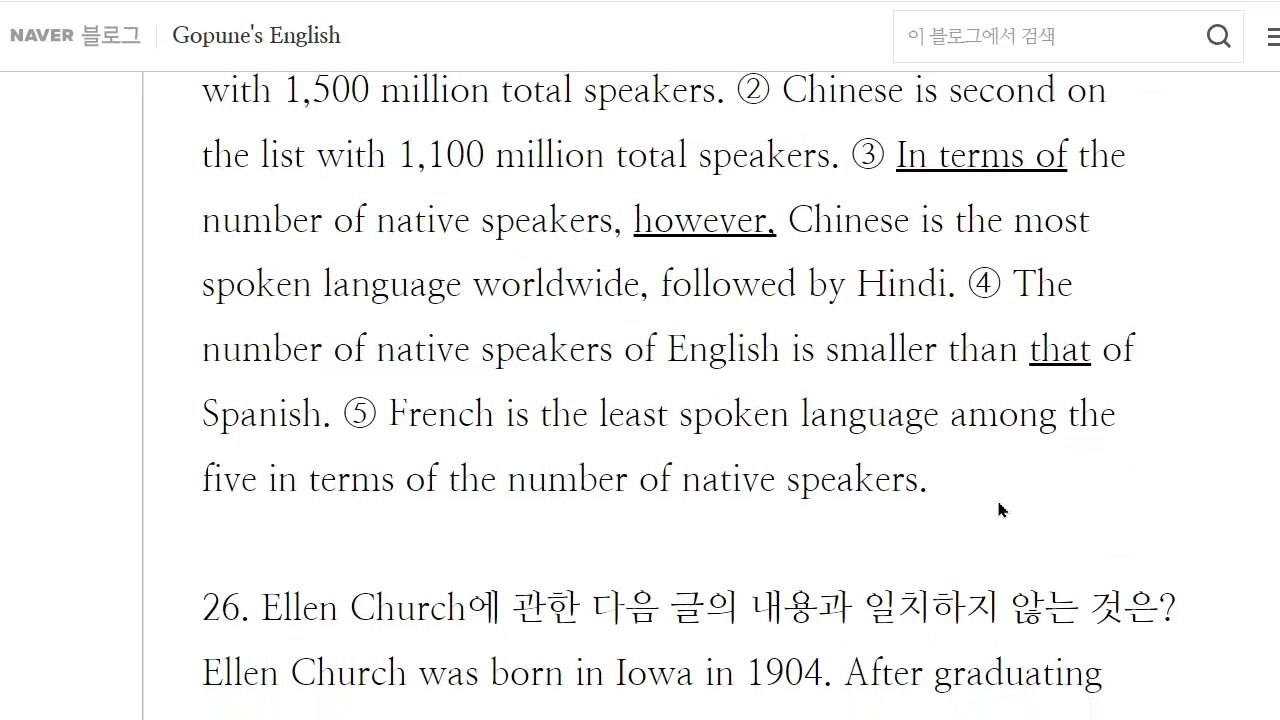 NAVER 블로그 Gopune's English 이 블로그에서 검색
with 1,500 million total speakers. ② Chinese is second on
the list with 1,100 million total speakers. ③ In terms of the
number of native speakers, however, Chinese is the most
spoken language worldwide, followed by Hindi. ④ The
number of native speakers of English is smaller than that of
Spanish. ⑤ French is the least spoken language among the
five in terms of the number of native speakers.
26. Ellen Church에 관한 다음 글의 내용과 일치하지 않는 것은?
Ellen Church was born in Iowa in 1904. After graduating